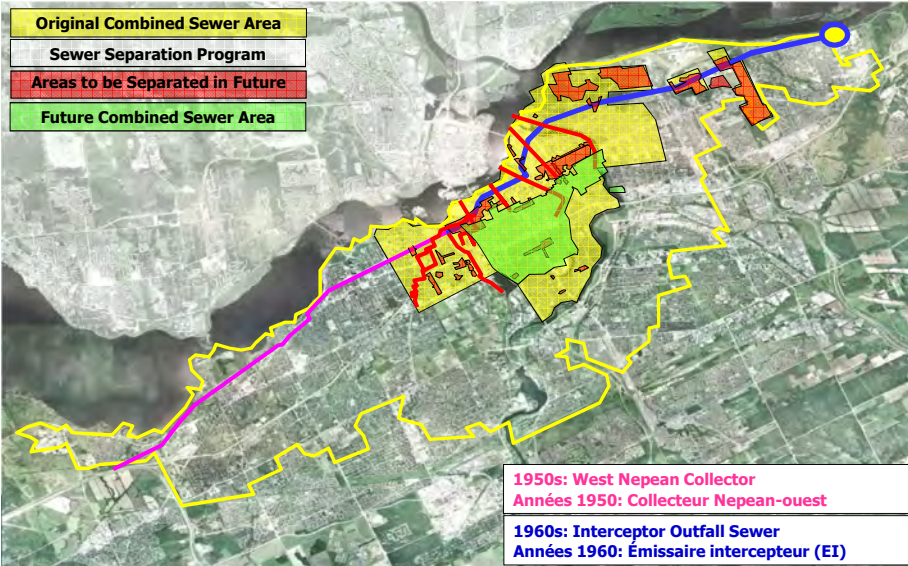 Original Combined Sewer Area
Sewer Separation Program
Areas to be Separated in Future
Future Combined Sewer Area
1950s: West Nepean Collector
Années 1950: Collecteur Nepean-ouest
1960s: Interceptor Outfall Sewer
Années 1960: Émissaire intercepteur (EI)